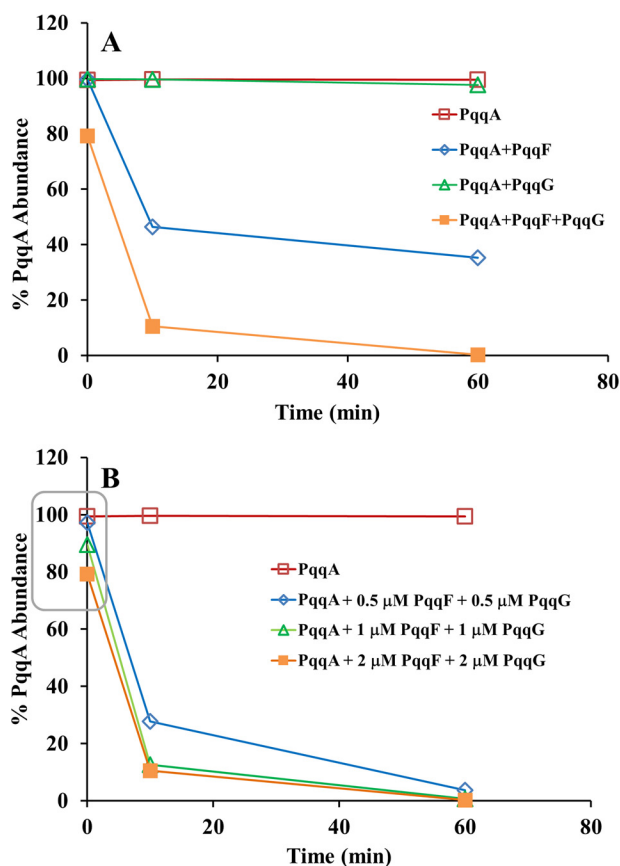 A
120
100
80
60
40
20
0
% PqqA Abundance
PqqA
PqqA+PqqF
PqqA+PqqG
PqqA+PqqF+PqqG
0 20 40 60 80
Time (min)
B
120
100
80
60
40
20
0
% PqqA Abundance
PqqA
PqqA + 0.5 μM PqqF + 0.5 μM PqqG
PqqA + 1 μM PqqF + 1 μM PqqG
PqqA + 2 μM PqqF + 2 μM PqqG
0 20 40 60 80
Time (min)